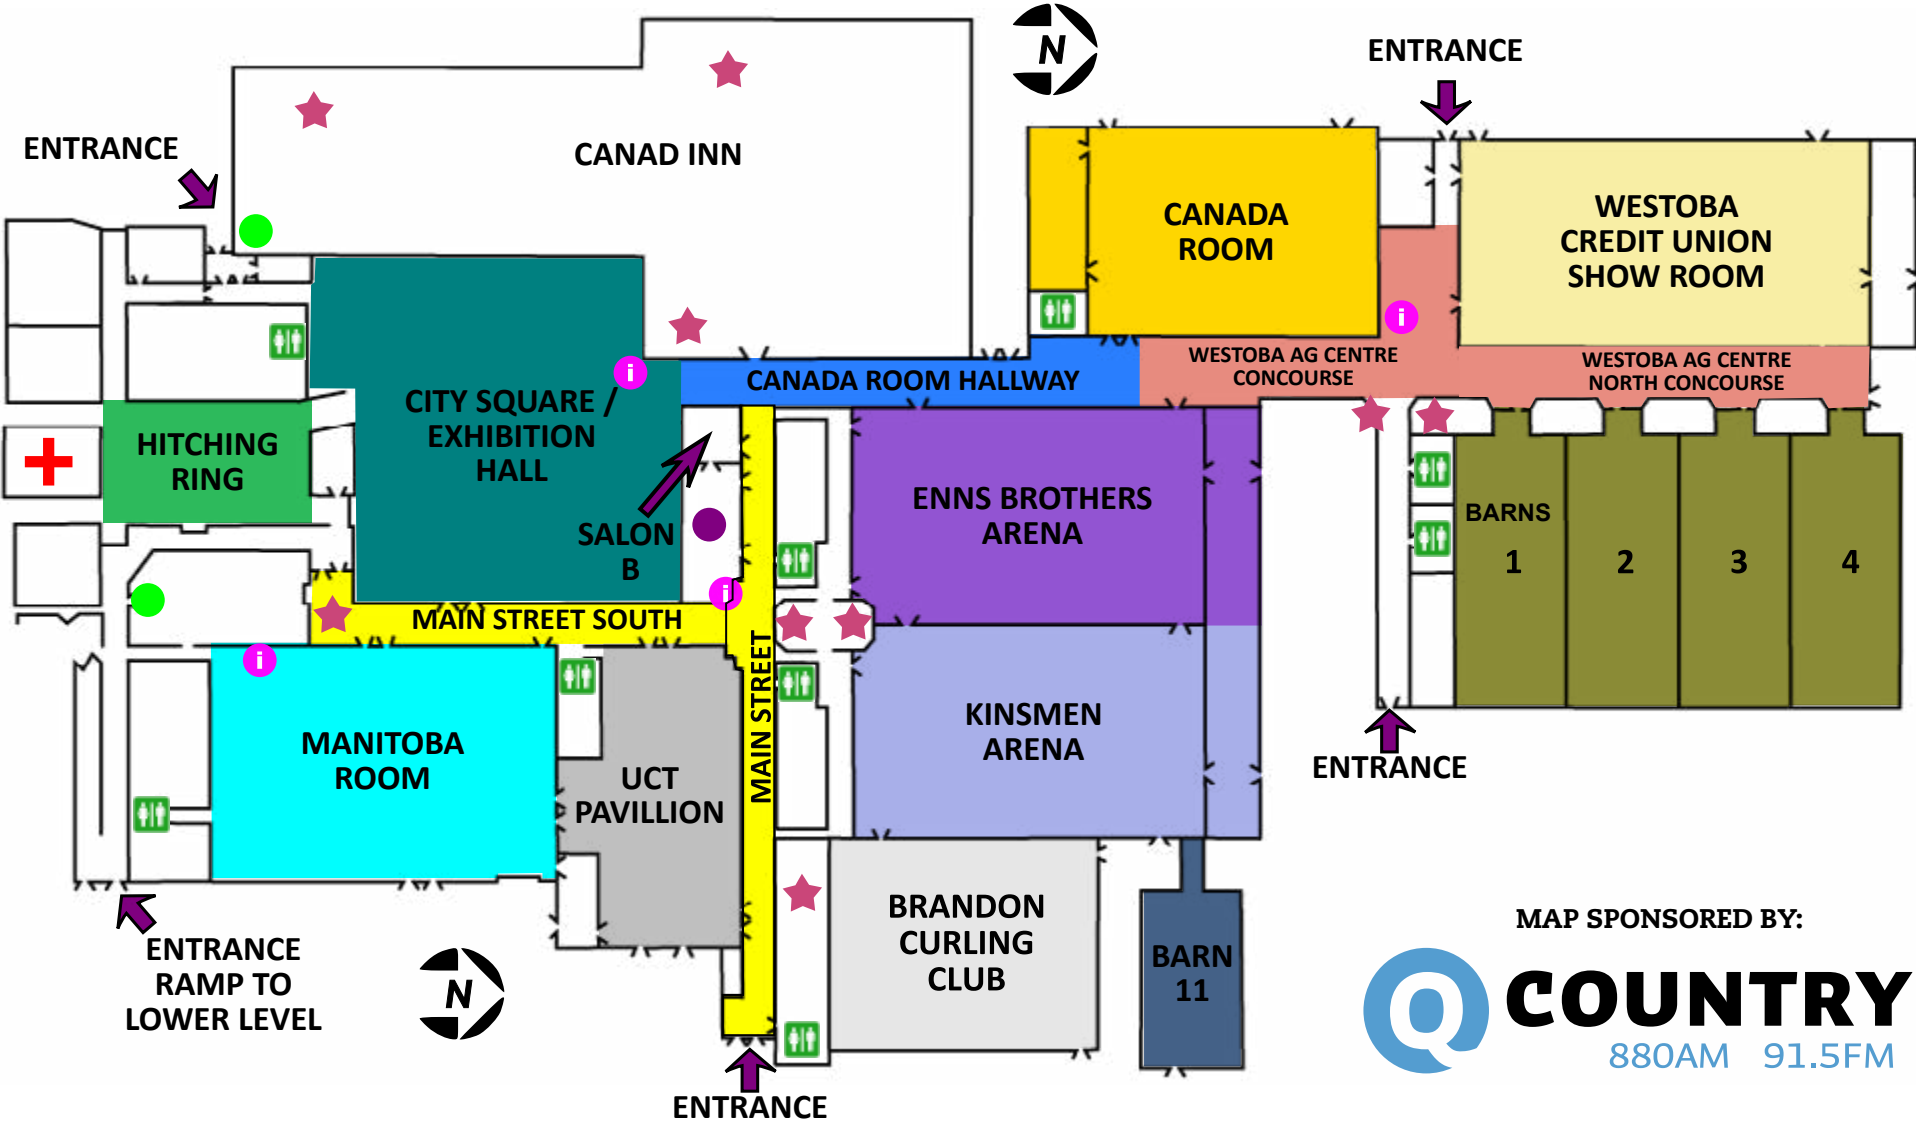 N
ENTRANCE
ENTRANCE
CANAD INN
CANADA
ROOM
WESTOBA
CREDIT UNION
SHOW ROOM
i
i
WESTOBA AG CENTRE
CONCOURSE
WESTOBA AG CENTRE
NORTH CONCOURSE
CANADA ROOM HALLWAY
CITY SQUARE /
EXHIBITION
HALL
HITCHING
RING
SALON
B
ENNS BROTHERS
ARENA
BARNS
1
2
3
4
i
MAIN STREET SOUTH
MAIN STREET
i
MANITOBA
ROOM
UCT
PAVILLION
KINSMEN
ARENA
ENTRANCE
ENTRANCE
RAMP TO
LOWER LEVEL
N
BRANDON
CURLING
CLUB
BARN
11
ENTRANCE
MAP SPONSORED BY:
Q COUNTRY
880AM 91.5FM